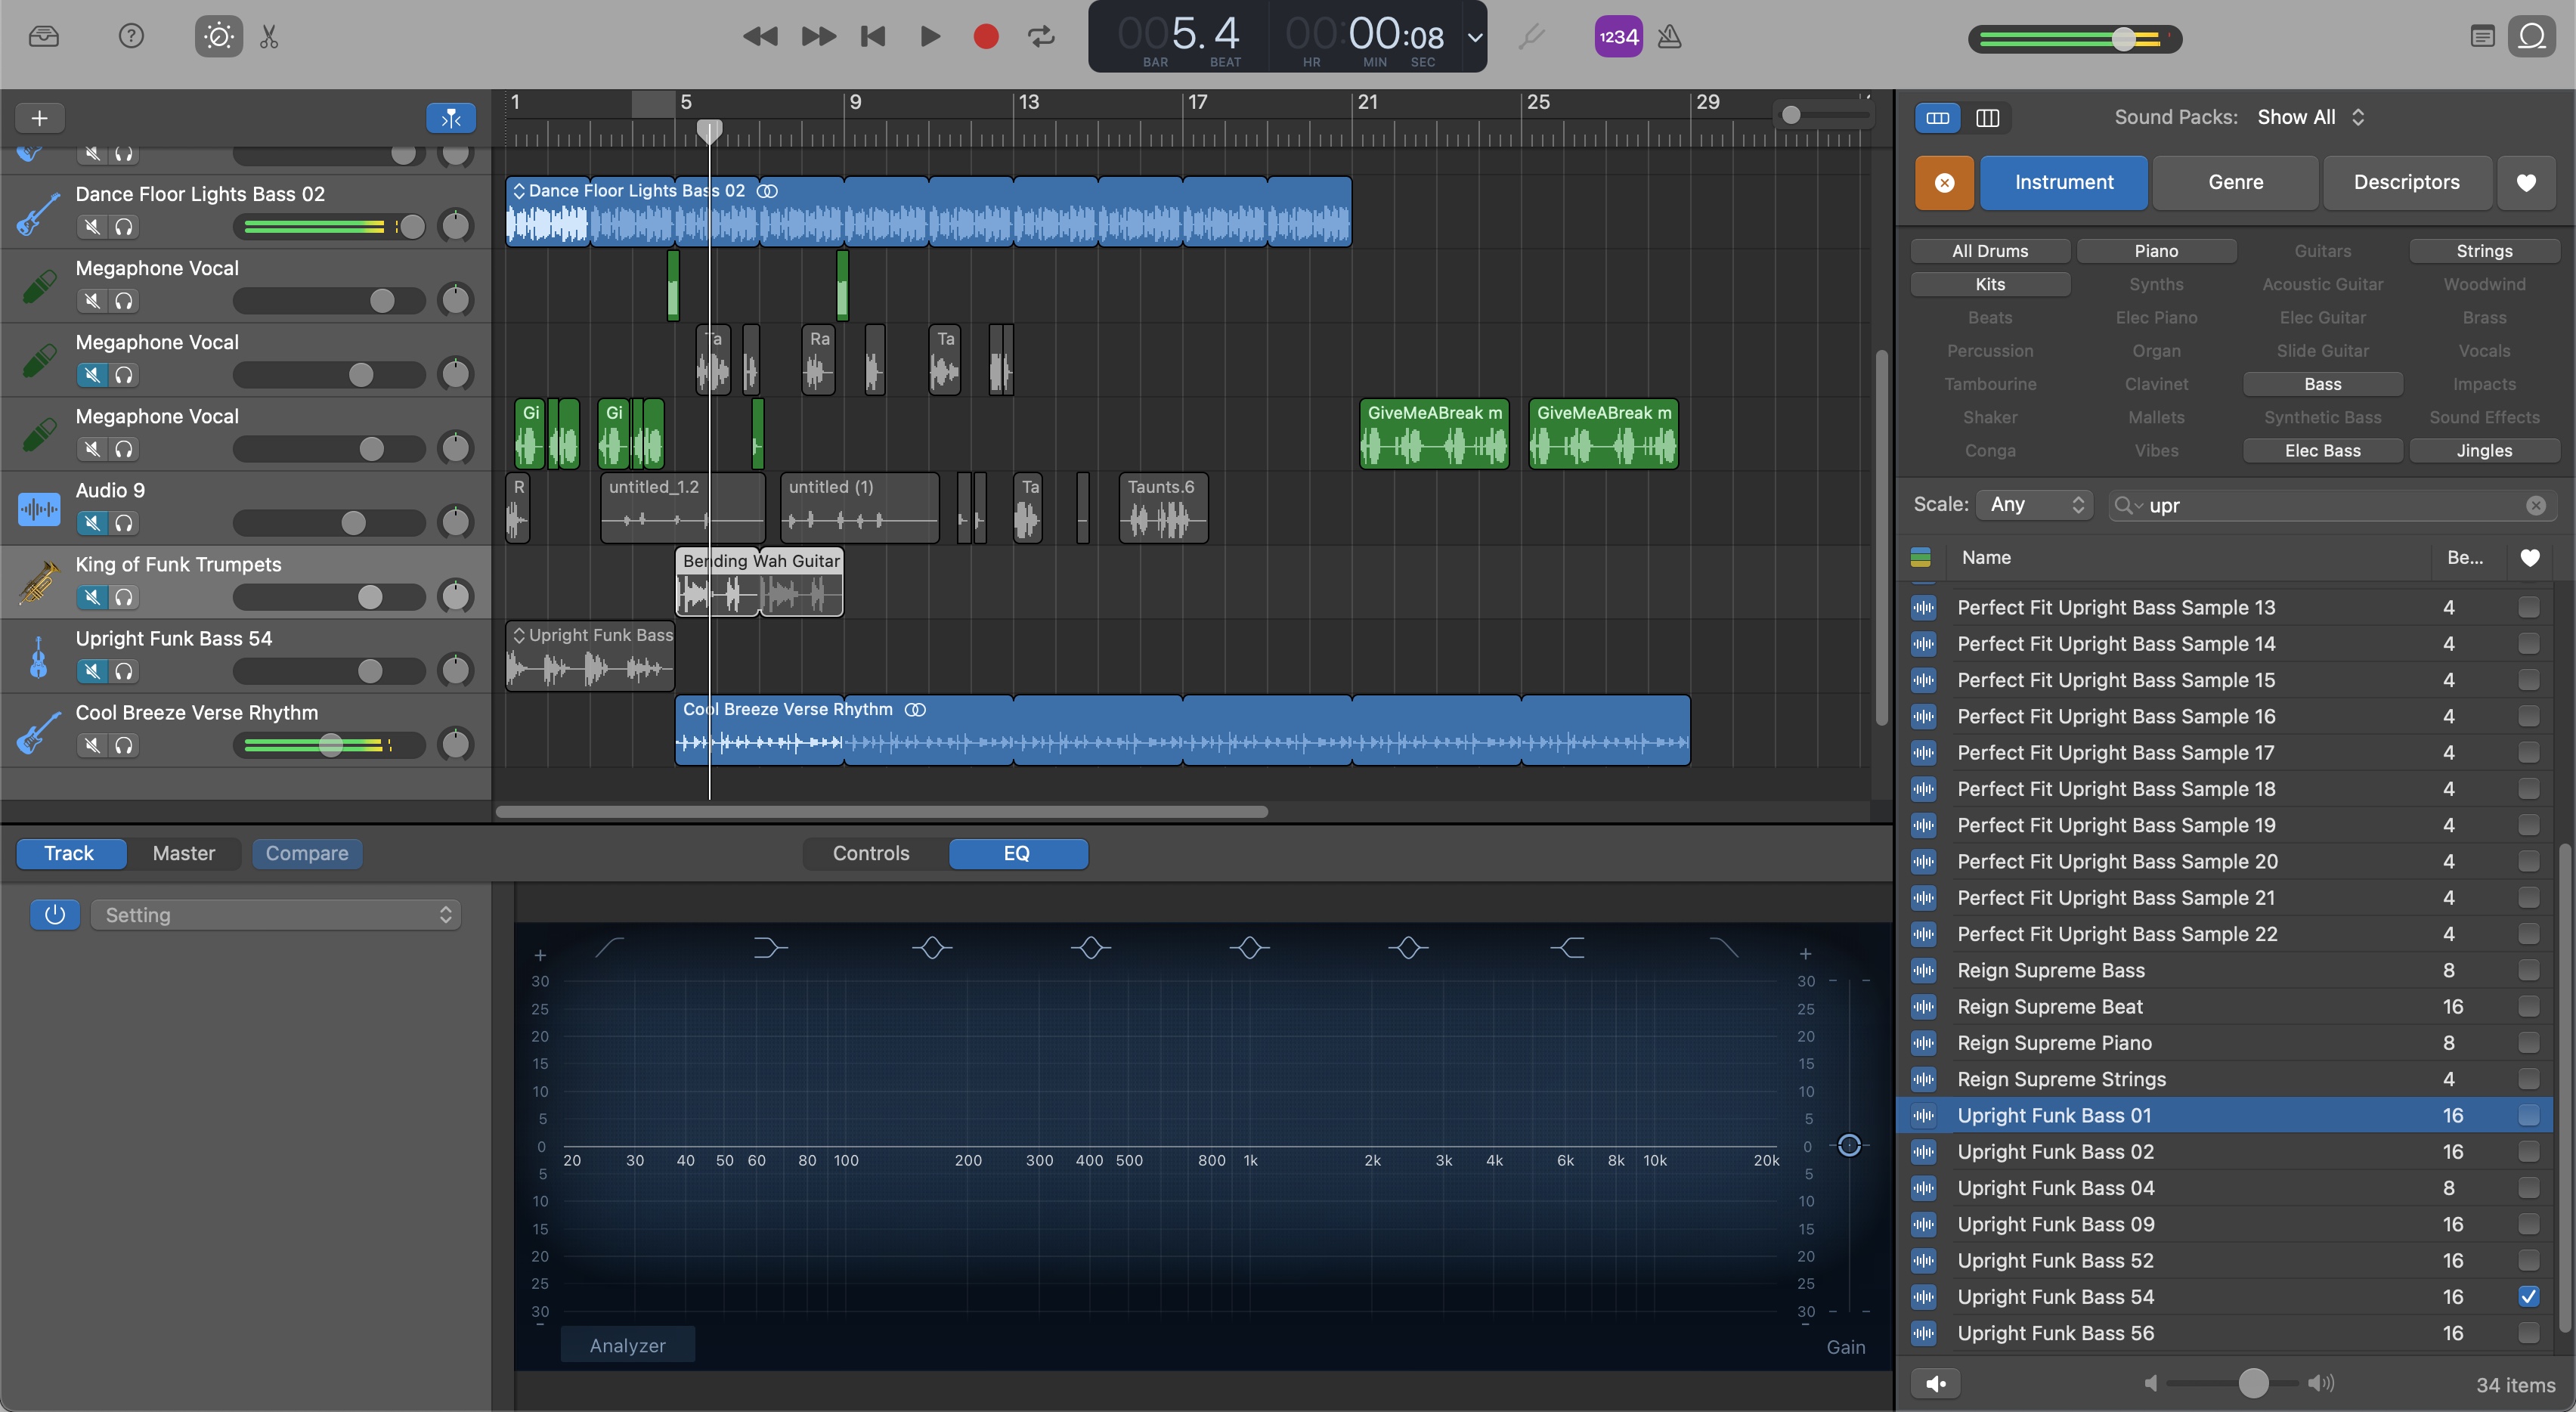 005.4
00:00:08
BAR
BEAT
HR
MIN
SEC
1234
1
5
9
13
17
21
25
29
Dance Floor Lights Bass 02
Megaphone Vocal
Megaphone Vocal
Megaphone Vocal
Audio 9
King of Funk Trumpets
Upright Funk Bass 54
Cool Breeze Verse Rhythm
Dance Floor Lights Bass 02
Ta
Ra
Ta
Gi
Gi
GiveMeABreak m
GiveMeABreak m
R
untitled_1.2
untitled (1)
Ta
Taunts.6
Bending Wah Guitar
Upright Funk Bass
Cool Breeze Verse Rhythm
Track
Master
Compare
Controls
EQ
Setting
+
+
30
25
20
15
10
5
0
5
10
15
20
25
30
20 30 40 50 60 80 100 200 300 400 500 800 1k 2k 3k 4k 6k 8k 10k 20k
30
25
20
15
10
5
0
5
10
15
20
25
30
Analyzer
Gain
Sound Packs: Show All
Instrument
Genre
Descriptors
All Drums
Piano
Guitars
Strings
Kits
Synths
Acoustic Guitar
Woodwind
Beats
Elec Piano
Elec Guitar
Brass
Percussion
Organ
Slide Guitar
Vocals
Tambourine
Clavinet
Bass
Impacts
Shaker
Mallets
Synthetic Bass
Sound Effects
Conga
Vibes
Elec Bass
Jingles
Scale: Any
upr
Name
Be...
Perfect Fit Upright Bass Sample 13 4
Perfect Fit Upright Bass Sample 14 4
Perfect Fit Upright Bass Sample 15 4
Perfect Fit Upright Bass Sample 16 4
Perfect Fit Upright Bass Sample 17 4
Perfect Fit Upright Bass Sample 18 4
Perfect Fit Upright Bass Sample 19 4
Perfect Fit Upright Bass Sample 20 4
Perfect Fit Upright Bass Sample 21 4
Perfect Fit Upright Bass Sample 22 4
Reign Supreme Bass 8
Reign Supreme Beat 16
Reign Supreme Piano 8
Reign Supreme Strings 4
Upright Funk Bass 01 16
Upright Funk Bass 02 16
Upright Funk Bass 04 8
Upright Funk Bass 09 16
Upright Funk Bass 52 16
Upright Funk Bass 54 16
Upright Funk Bass 56 16
34 items